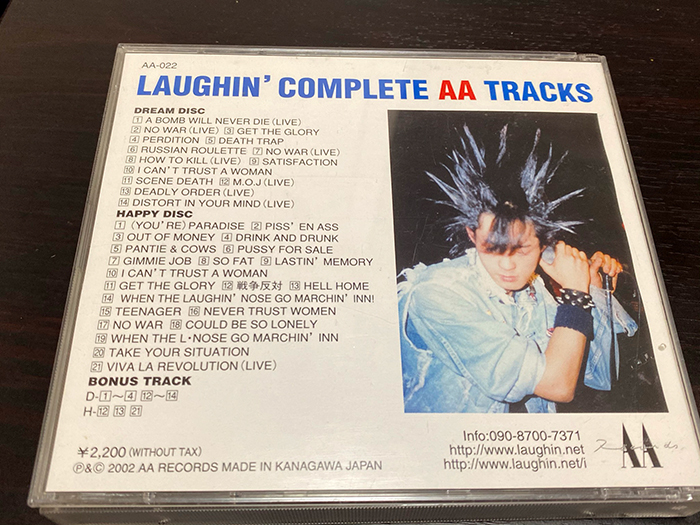 AA-022
LAUGHIN' COMPLETE AA TRACKS
DREAM DISC
1 A BOMB WILL NEVER DIE (LIVE)
2 NO WAR (LIVE) 3 GET THE GLORY
4 PERDITION 5 DEATH TRAP
6 RUSSIAN ROULETTE 7 NO WAR (LIVE)
8 HOW TO KILL (LIVE) 9 SATISFACTION
10 I CAN'T TRUST A WOMAN
11 SCENE DEATH 12 M.O.J (LIVE)
13 DEADLY ORDER (LIVE)
14 DISTORT IN YOUR MIND (LIVE)
HAPPY DISC
1 (YOU'RE) PARADISE 2 PISS' EN ASS
3 OUT OF MONEY 4 DRINK AND DRUNK
5 PANTIE & COWS 6 PUSSY FOR SALE
7 GIMMIE JOB 8 SO FAT 9 LASTIN' MEMORY
10 I CAN'T TRUST A WOMAN
11 GET THE GLORY 12 戦争反対 13 HELL HOME
14 WHEN THE LAUGHIN' NOSE GO MARCHIN' INN!
15 TEENAGER 16 NEVER TRUST WOMEN
17 NO WAR 18 COULD BE SO LONELY
19 WHEN THE L·NOSE GO MARCHIN' INN
20 TAKE YOUR SITUATION
21 VIVA LA REVOLUTION (LIVE)
BONUS TRACK
D-1～4 12～14
H-12 13 21
¥2,200 (WITHOUT TAX)
℗&© 2002 AA RECORDS MADE IN KANAGAWA JAPAN
Info:090-8700-7371
http://www.laughin.net
http://www.laughin.net/i
AA Records